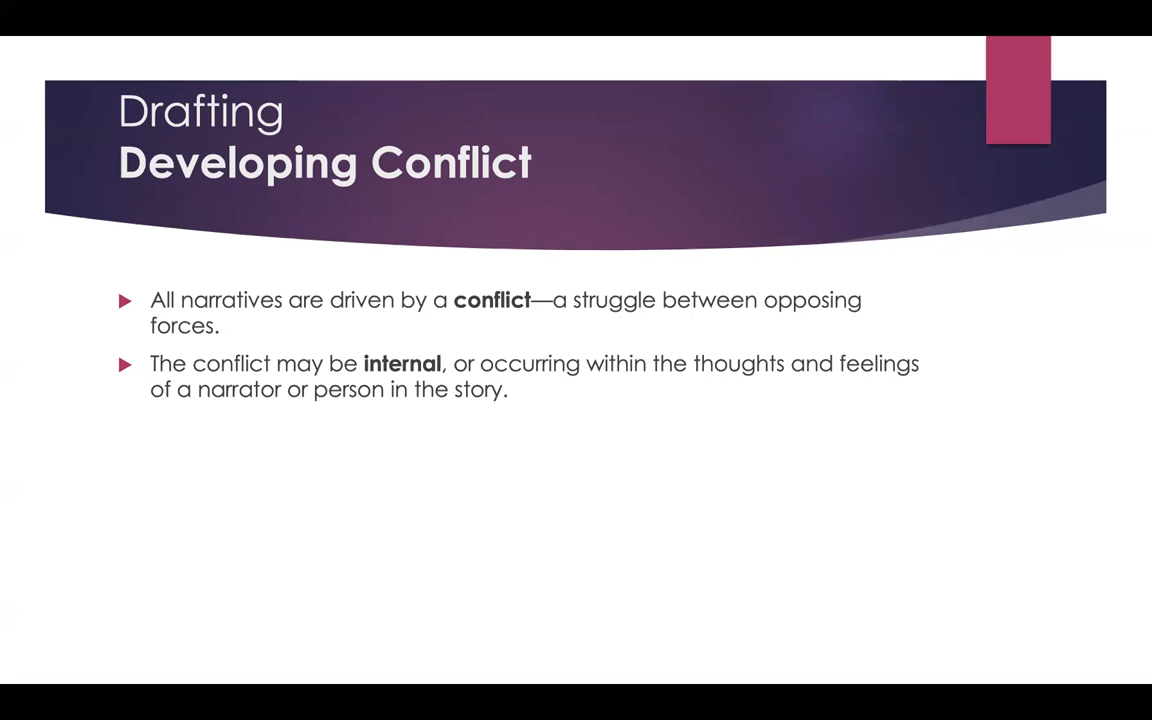 Drafting
Developing Conflict
All narratives are driven by a conflict—a struggle between opposing
forces.
The conflict may be internal, or occurring within the thoughts and feelings
of a narrator or person in the story.